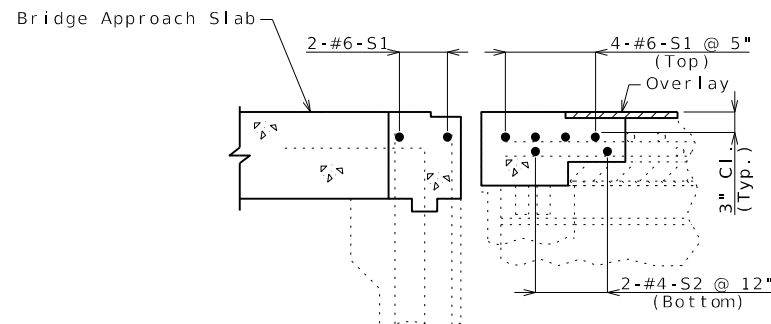 Bridge Approach Slab
2-#6-S1
4-#6-S1 @ 5"
(Top)
Overlay
3" Cl.
(Typ.)
2-#4-S2 @ 12"
(Bottom)